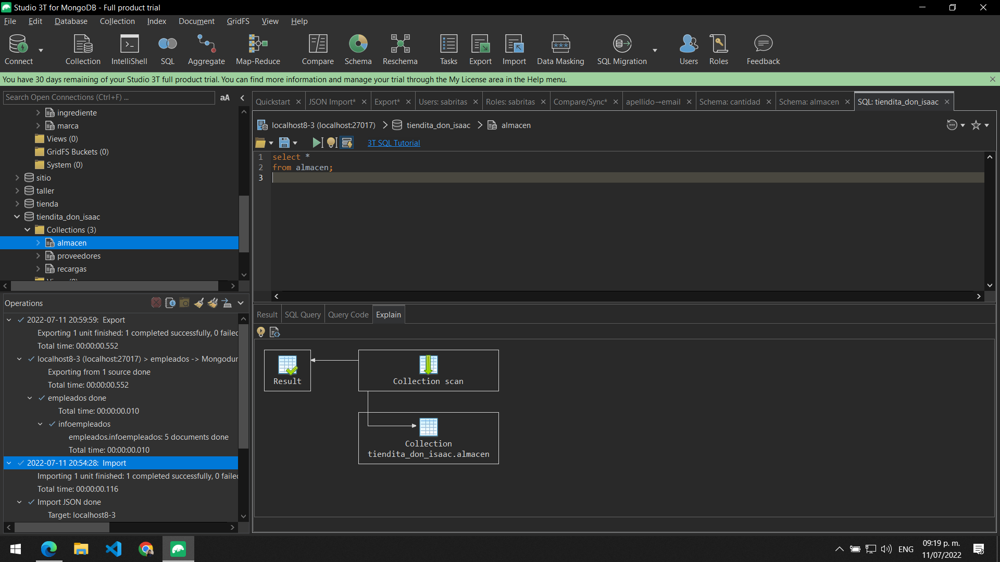 Studio 3T for MongoDB - Full product trial
File Edit Database Collection Index Document GridFS View Help
Connect Collection IntelliShell SQL Aggregate Map-Reduce Compare Schema Reschema Tasks Export Import Data Masking SQL Migration Users Roles Feedback
You have 30 days remaining of your Studio 3T full product trial. You can find more information and manage your trial through the My License area in the Help menu.
Search Open Connections (Ctrl+F) ... aA
ingrediente
marca
Views (0)
GridFS Buckets (0)
System (0)
sitio
taller
tienda
tiendita_don_isaac
Collections (3)
almacen
proveedores
recargas
Operations
2022-07-11 20:59:59: Export
Exporting 1 unit finished: 1 completed successfully, 0 failed
Total time: 00:00:00.552
localhost8-3 (localhost:27017) > empleados -> Mongodu
Exporting from 1 source done
Total time: 00:00:00.552
empleados done
Total time: 00:00:00.010
infoempleados
empleados.infoempleados: 5 documents done
Total time: 00:00:00.010
2022-07-11 20:54:28: Import
Importing 1 unit finished: 1 completed successfully, 0 failed
Total time: 00:00:00.116
Import JSON done
Target: localhost8-3
Quickstart JSON Import* Export* Users: sabritas Roles: sabritas Compare/Sync* apellido→email Schema: cantidad Schema: almacen SQL: tiendita_don_isaac
localhost8-3 (localhost:27017) tiendita_don_isaac almacen
3T SQL Tutorial
1 select *
2 from almacen;
3
Result SQL Query Query Code Explain
Result
Collection scan
Collection
tiendita_don_isaac.almacen
ENG
09:19 p. m.
11/07/2022